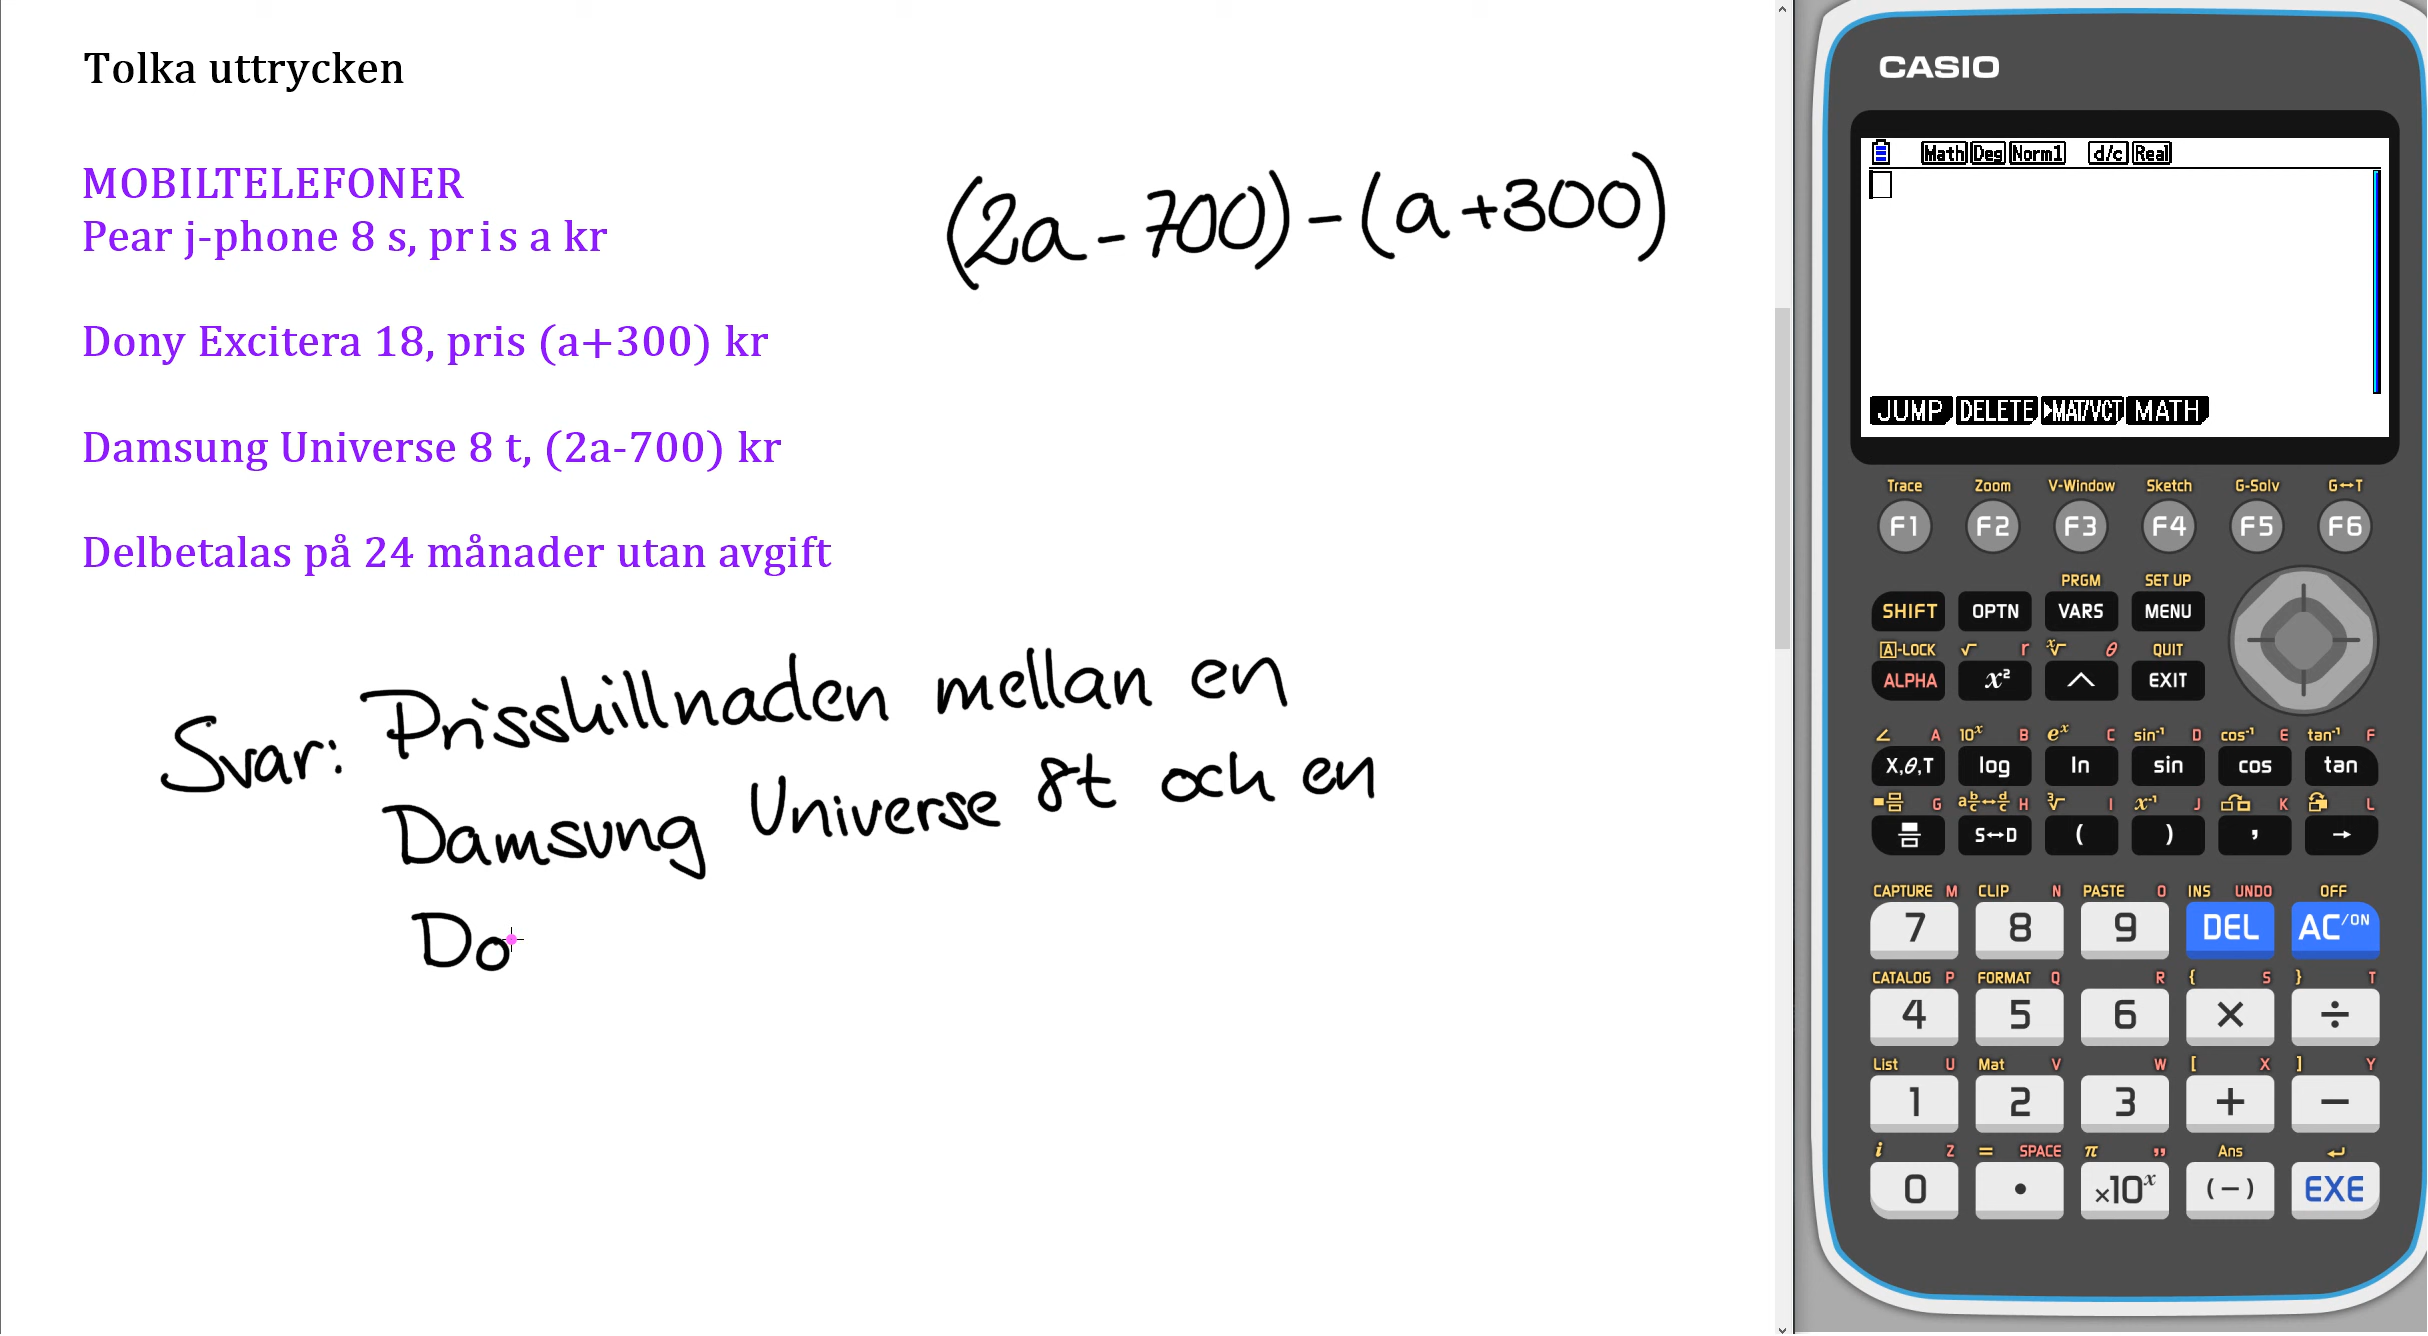 Tolka uttrycken
MOBILTELEFONER
Pear j-phone 8 s, pris a kr
Dony Excitera 18, pris (a+300) kr
Damsung Universe 8 t, (2a-700) kr
Delbetalas på 24 månader utan avgift
(2a-700)-(a+300)
Svar: Prisskillnaden mellan en
Damsung Universe 8t och en
Do
CASIO
Math Deg Norm1 d/c Real
JUMP DELETE ▶MAT/VCT MATH
Trace Zoom V-Window Sketch G-Solv G↔T
F1 F2 F3 F4 F5 F6
PRGM SET UP
SHIFT OPTN VARS MENU
A-LOCK √ r ˣ√ θ QUIT
ALPHA x² ^ EXIT
∠ A 10ˣ B eˣ C sin⁻¹ D cos⁻¹ E tan⁻¹ F
X,θ,T log ln sin cos tan
G a b/c↔d/c H ³√ I x⁻¹ J K L
S↔D ( ) , →
CAPTURE M CLIP N PASTE O INS UNDO OFF
7 8 9 DEL AC/ON
CATALOG P FORMAT Q R { S } T
4 5 6 × ÷
List U Mat V W [ X ] Y
1 2 3 + −
i Z = SPACE π " Ans ↵
0 • ×10ˣ (−) EXE